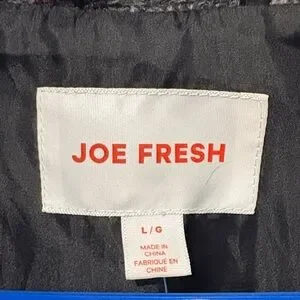 JOE FRESH
L / G
MADE IN
CHINA
FABRIQUÉ EN
CHINE